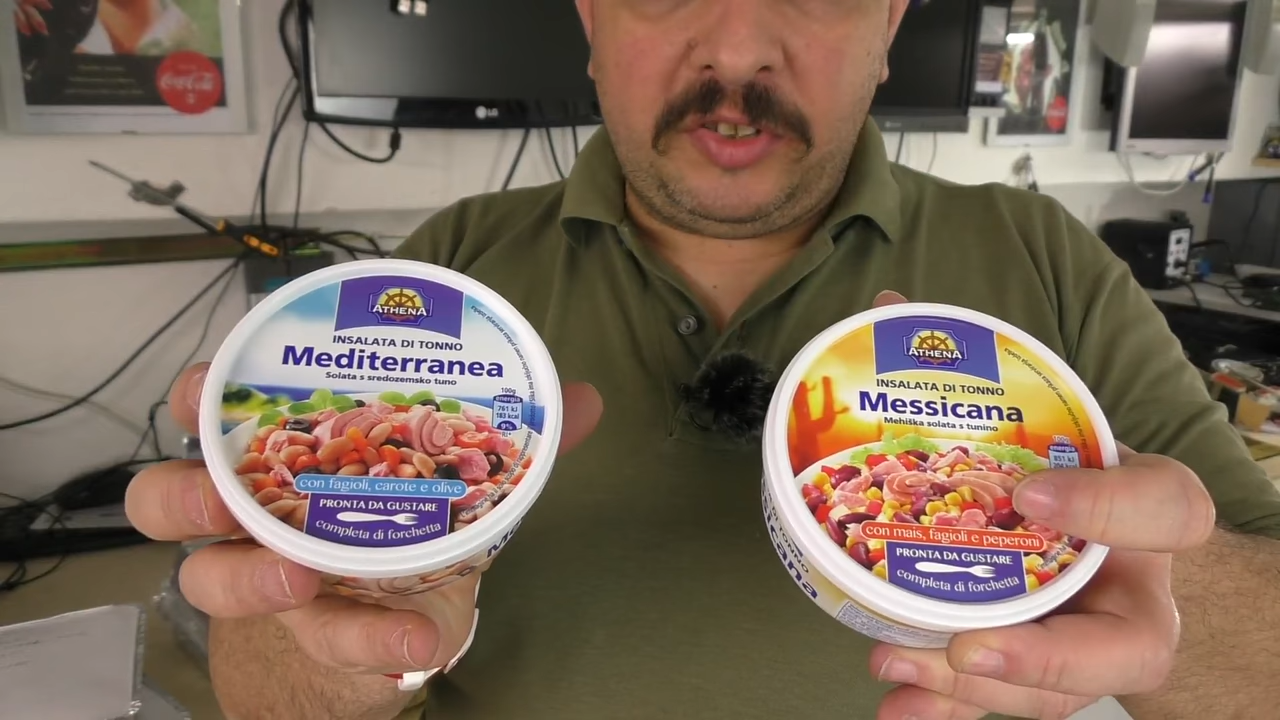 Coca-Cola
LG
ATHENA
INSALATA DI TONNO
Mediterranea
Solata s sredozemsko tuno
100g
energia
761 kJ
183 kcal
9%
con fagioli, carote e olive
PRONTA DA GUSTARE
completa di forchetta
ATHENA
INSALATA DI TONNO
Messicana
Mehiška solata s tunino
100g
energia
851 kJ
con mais, fagioli e peperoni
PRONTA DA GUSTARE
completa di forchetta